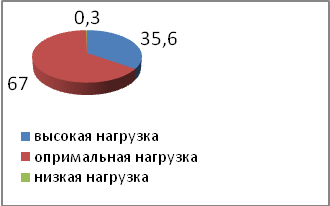 0,3
35,6
67
высокая нагрузка
опримальная нагрузка
низкая нагрузка